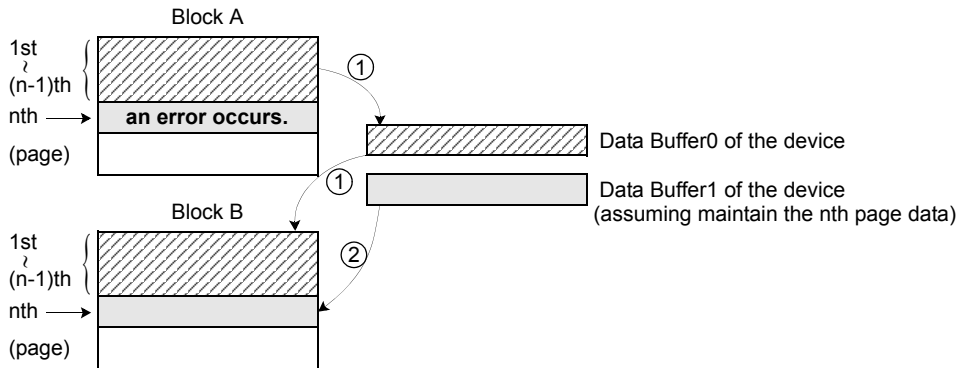 Block A
1st
~
(n-1)th
nth
an error occurs.
(page)
①
Data Buffer0 of the device
①
Data Buffer1 of the device
(assuming maintain the nth page data)
Block B
1st
~
(n-1)th
②
nth
(page)